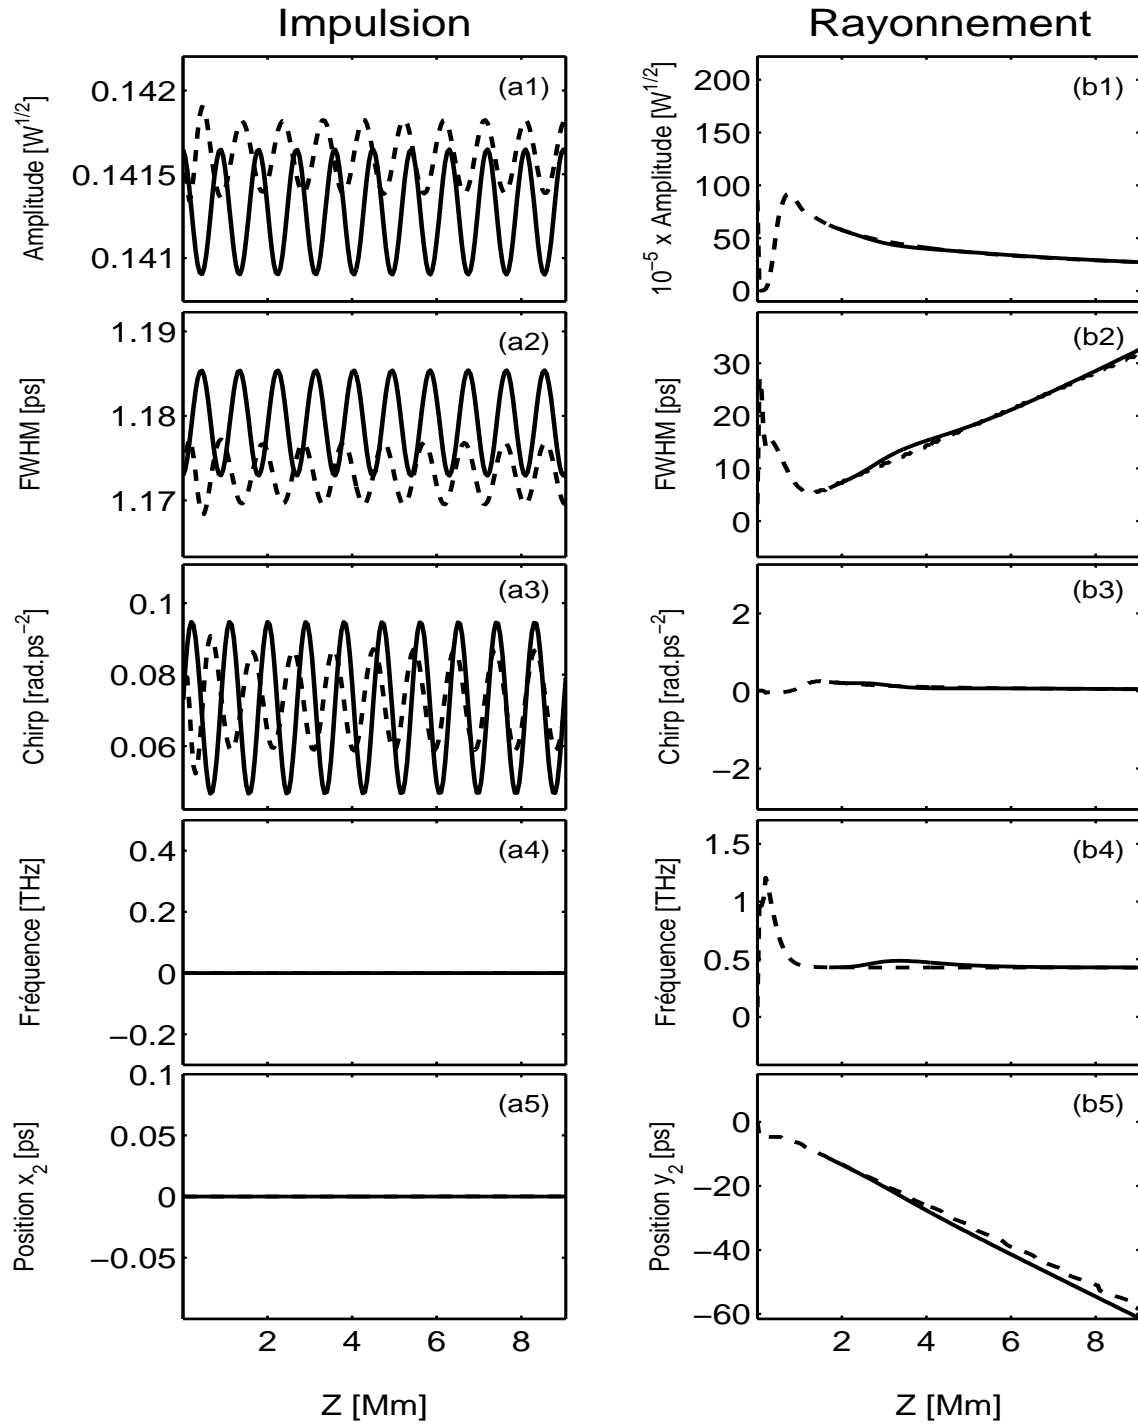 Impulsion
Rayonnement
(a1)
Amplitude [W^1/2]
0.142
0.1415
0.141
(b1)
10^−5 x Amplitude [W^1/2]
200
150
100
50
0
(a2)
FWHM [ps]
1.19
1.18
1.17
(b2)
FWHM [ps]
30
20
10
0
(a3)
Chirp [rad.ps^−2]
0.1
0.08
0.06
(b3)
Chirp [rad.ps^−2]
2
0
−2
(a4)
Fréquence [THz]
0.4
0.2
0
−0.2
(b4)
Fréquence [THz]
1.5
1
0.5
0
(a5)
Position x_2 [ps]
0.1
0.05
0
−0.05
2 4 6 8
Z [Mm]
(b5)
Position y_2 [ps]
0
−20
−40
−60
2 4 6 8
Z [Mm]